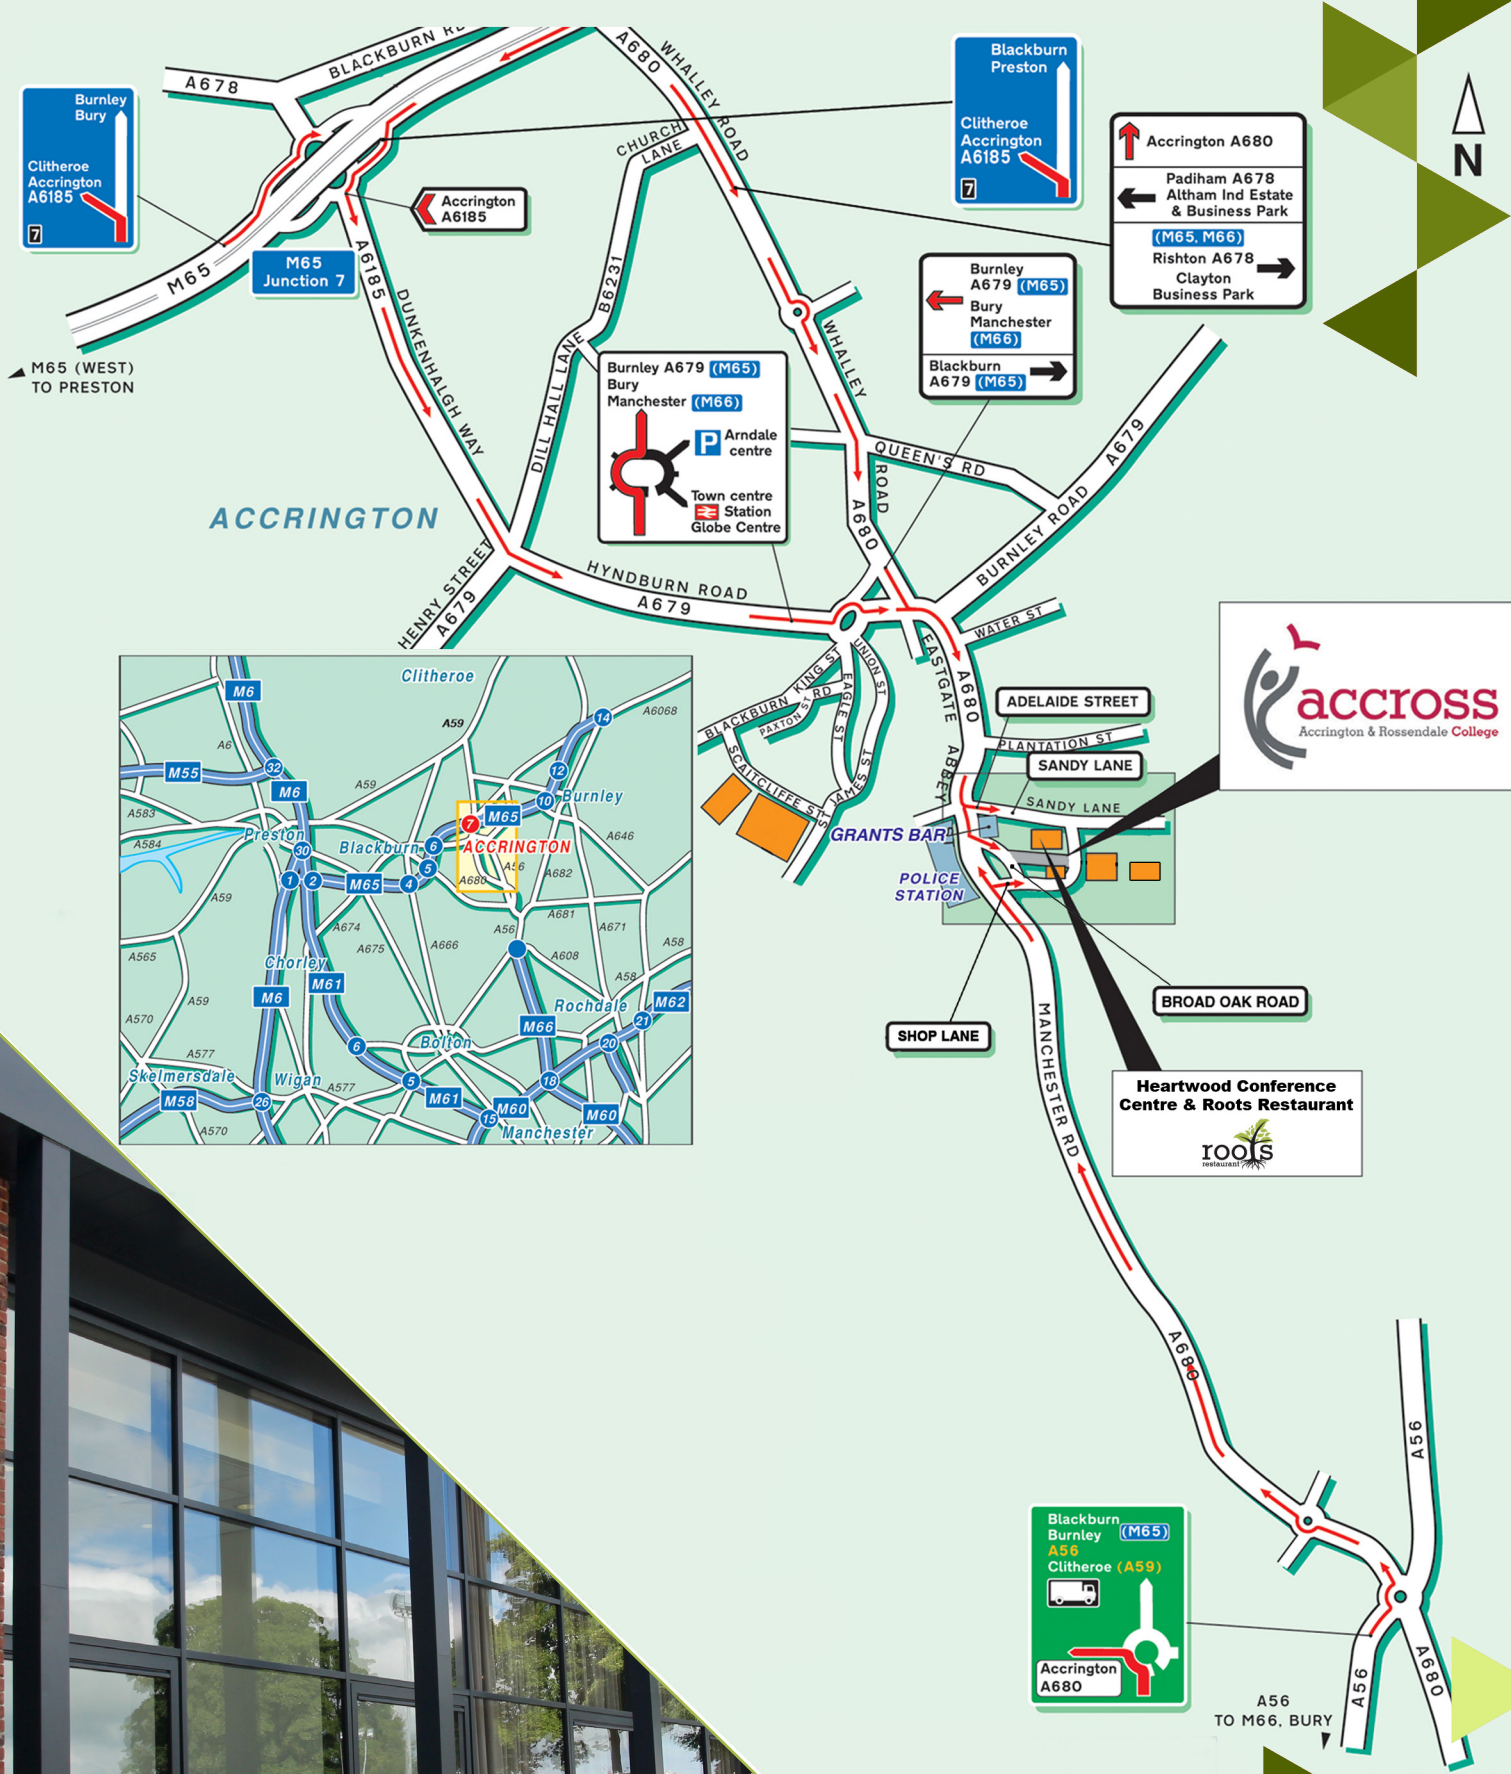 A678
BLACKBURN RD
A680
WHALLEY ROAD
Burnley
Bury
Clitheroe
Accrington
A6185
7
Blackburn
Preston
Clitheroe
Accrington
A6185
7
N
Accrington A680
Padiham A678
Altham Ind Estate
& Business Park
(M65, M66)
Rishton A678
Clayton
Business Park
CHURCH
LANE
Accrington
A6185
M65
M65
Junction 7
A6185
DUNKENHALGH WAY
B6231
M65 (WEST)
TO PRESTON
Burnley
A679 (M65)
Bury
Manchester
(M66)
Blackburn
A679 (M65)
WHALLEY
ROAD
DILL HALL LANE
Burnley A679 (M65)
Bury
Manchester (M66)
P
Arndale
centre
Town centre
Station
Globe Centre
QUEEN'S RD
A679
BURNLEY ROAD
ACCRINGTON
A680
HENRY STREET
A679
HYNDBURN ROAD
A679
WATER ST
EASTGATE
A680
KING ST
UNION ST
EAGLE ST
BLACKBURN RD
PAXTON ST
SCAITCLIFFE ST
ST JAMES ST
ADELAIDE STREET
PLANTATION ST
SANDY LANE
ABBEY
SANDY LANE
GRANTS BAR
POLICE
STATION
accross
Accrington & Rossendale College
BROAD OAK ROAD
SHOP LANE
MANCHESTER RD
Heartwood Conference
Centre & Roots Restaurant
roots
restaurant
M6
Clitheroe
A59
14
A6068
A6
M55
32
M6
A59
12
10
Burnley
A583
A584
Preston
30
Blackburn
6
7
M65
ACCRINGTON
A646
1
2
M65
4
5
A56
A680
A682
A59
A674
A675
A666
A56
A681
A671
A565
A608
A58
A58
Chorley
M61
M6
A59
A570
Rochdale
M62
M66
21
20
A577
6
Bolton
Skelmersdale
Wigan
A577
5
18
M58
26
M61
M60
15
M60
A570
Manchester
A680
A56
Blackburn
Burnley (M65)
A56
Clitheroe (A59)
Accrington
A680
A56
TO M66, BURY
A56
A680